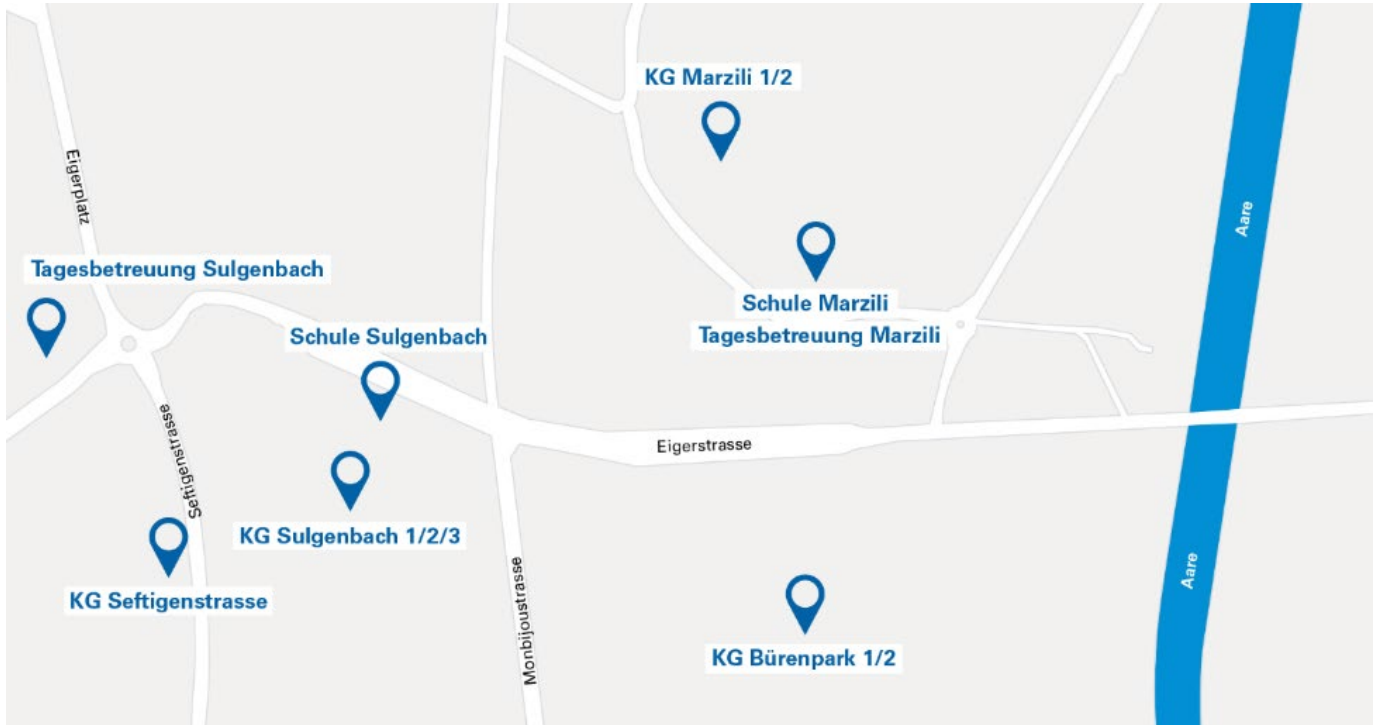 KG Marzili 1/2
Eigerplatz
Aare
Tagesbetreuung Sulgenbach
Schule Marzili
Tagesbetreuung Marzili
Schule Sulgenbach
Eigerstrasse
Seftigenstrasse
KG Sulgenbach 1/2/3
Aare
KG Seftigenstrasse
Monbijoustrasse
KG Bürenpark 1/2